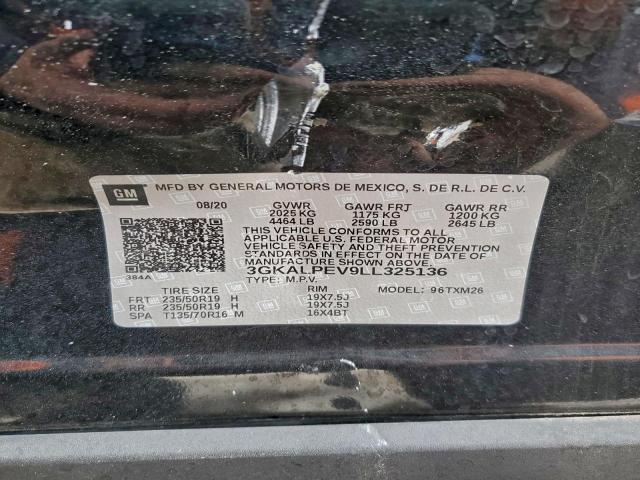 GM
MFD BY GENERAL MOTORS DE MEXICO, S. DE R.L. DE C.V.
08/20 GVWR GAWR FRT GAWR RR
2025 KG 1175 KG 1200 KG
4464 LB 2590 LB 2645 LB
THIS VEHICLE CONFORMS TO ALL
APPLICABLE U.S. FEDERAL MOTOR
VEHICLE SAFETY AND THEFT PREVENTION
STANDARDS IN EFFECT ON THE DATE OF
MANUFACTURE SHOWN ABOVE.
384A
3GKALPEV9LL325136
TYPE: M.P.V. MODEL: 96TXM26
TIRE SIZE RIM
FRT 235/50R19 H 19X7.5J
RR 235/50R19 H 19X7.5J
SPA T135/70R16 M 16X4BT